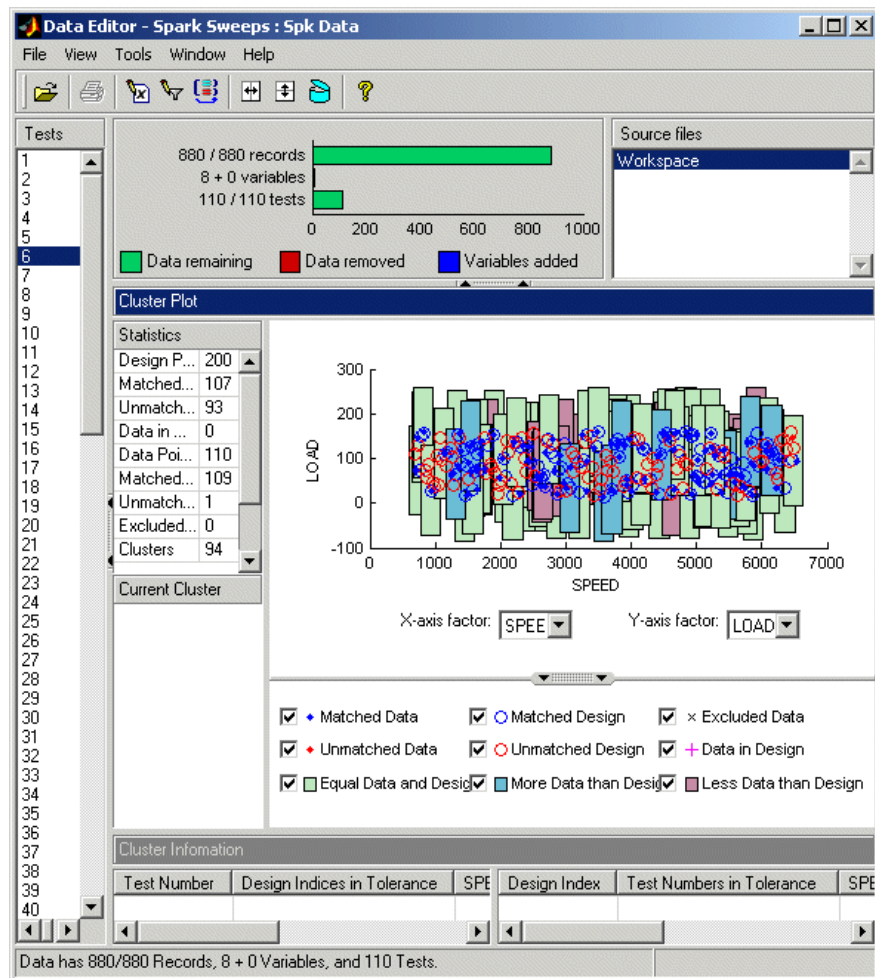 Data Editor - Spark Sweeps : Spk Data
File View Tools Window Help
Tests
1
2
3
4
5
6
7
8
9
10
11
12
13
14
15
16
17
18
19
20
21
22
23
24
25
26
27
28
29
30
31
32
33
34
35
36
37
38
39
40
880 / 880 records
8 + 0 variables
110 / 110 tests
0 200 400 600 800 1000
Data remaining Data removed Variables added
Source files
Workspace
Cluster Plot
Statistics
Design P... 200
Matched... 107
Unmatch... 93
Data in ... 0
Data Poi... 110
Matched... 109
Unmatch... 1
Excluded... 0
Clusters 94
Current Cluster
300
200
100
0
-100
LOAD
0 1000 2000 3000 4000 5000 6000 7000
SPEED
X-axis factor: SPEE Y-axis factor: LOAD
Matched Data Matched Design Excluded Data
Unmatched Data Unmatched Design Data in Design
Equal Data and Desig More Data than Desig Less Data than Design
Cluster Infomation
Test Number Design Indices in Tolerance SPE Design Index Test Numbers in Tolerance SPE
Data has 880/880 Records, 8 + 0 Variables, and 110 Tests.